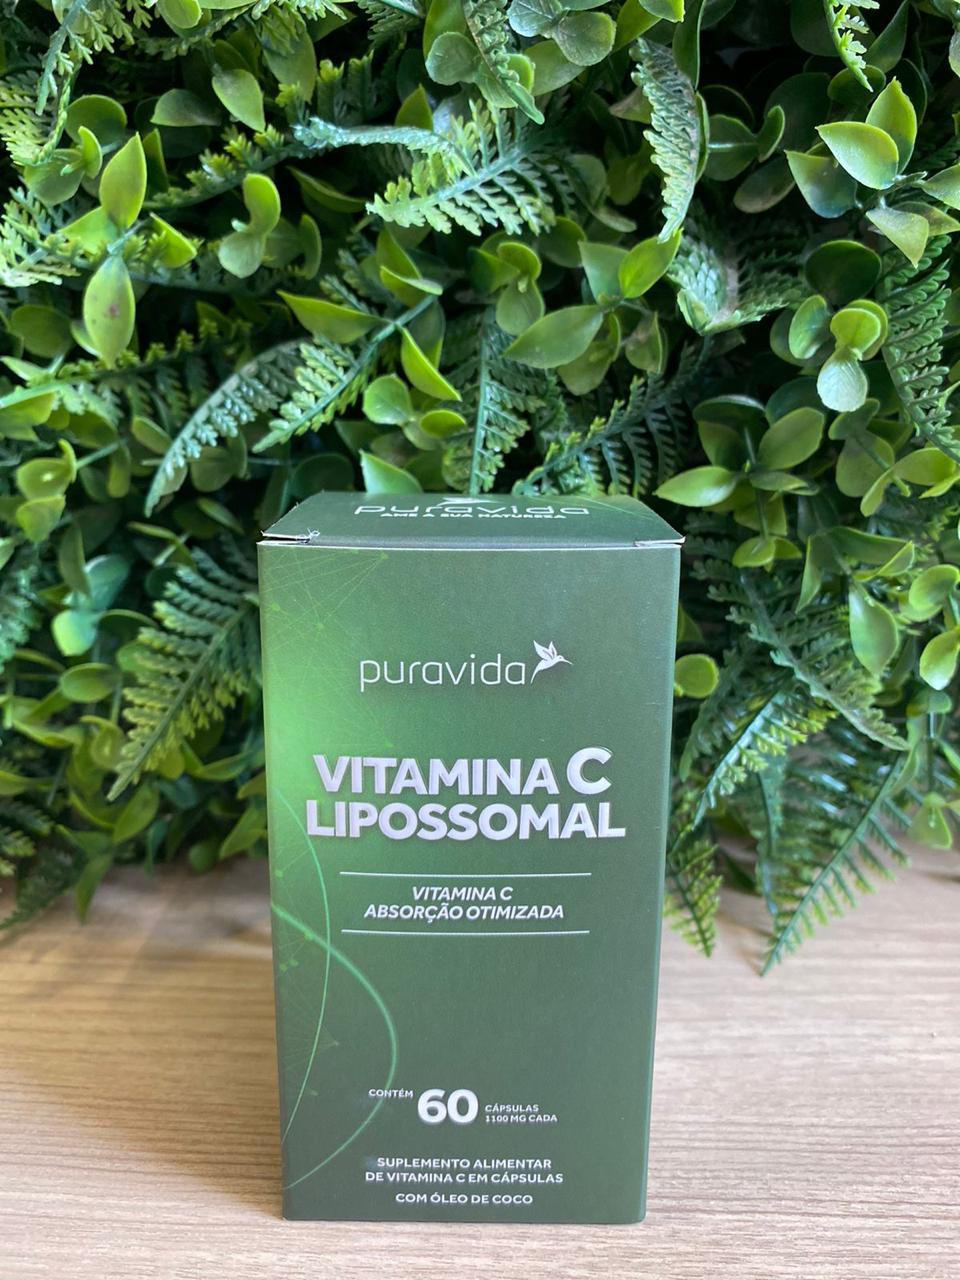 puravida
AME A SUA NATUREZA
puravida
VITAMINA C
LIPOSSOMAL
VITAMINA C
ABSORÇÃO OTIMIZADA
CONTÉM 60 CÁPSULAS
1100 MG CADA
SUPLEMENTO ALIMENTAR
DE VITAMINA C EM CÁPSULAS
COM ÓLEO DE COCO